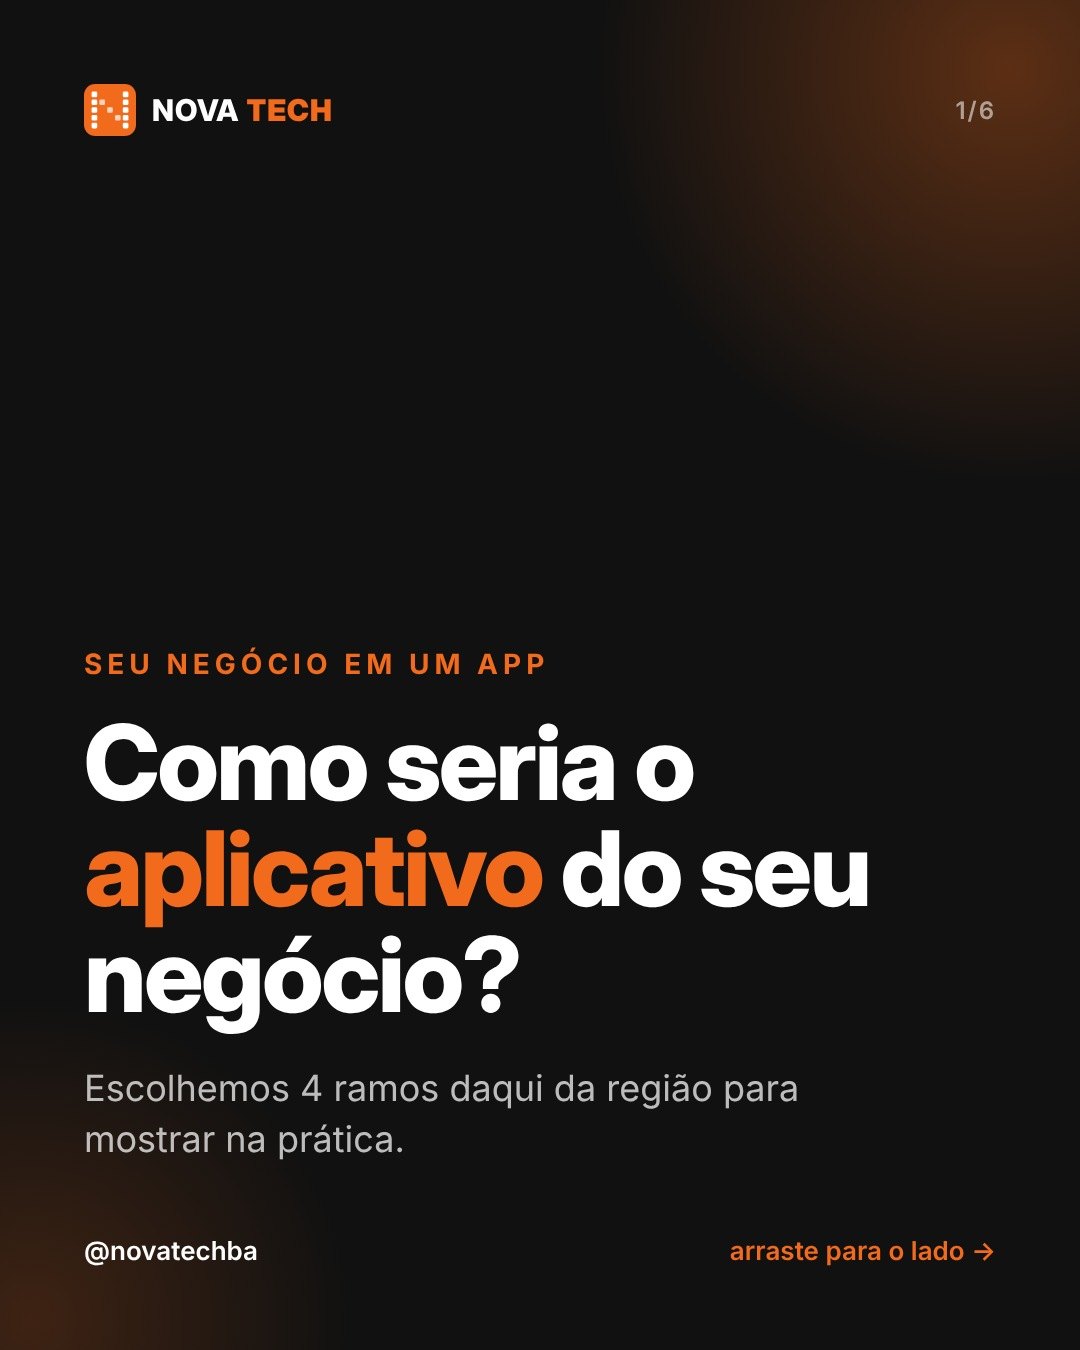 NOVA TECH
1/6
SEU NEGÓCIO EM UM APP
Como seria o
aplicativo do seu
negócio?
Escolhemos 4 ramos daqui da região para
mostrar na prática.
@novatechba
arraste para o lado →